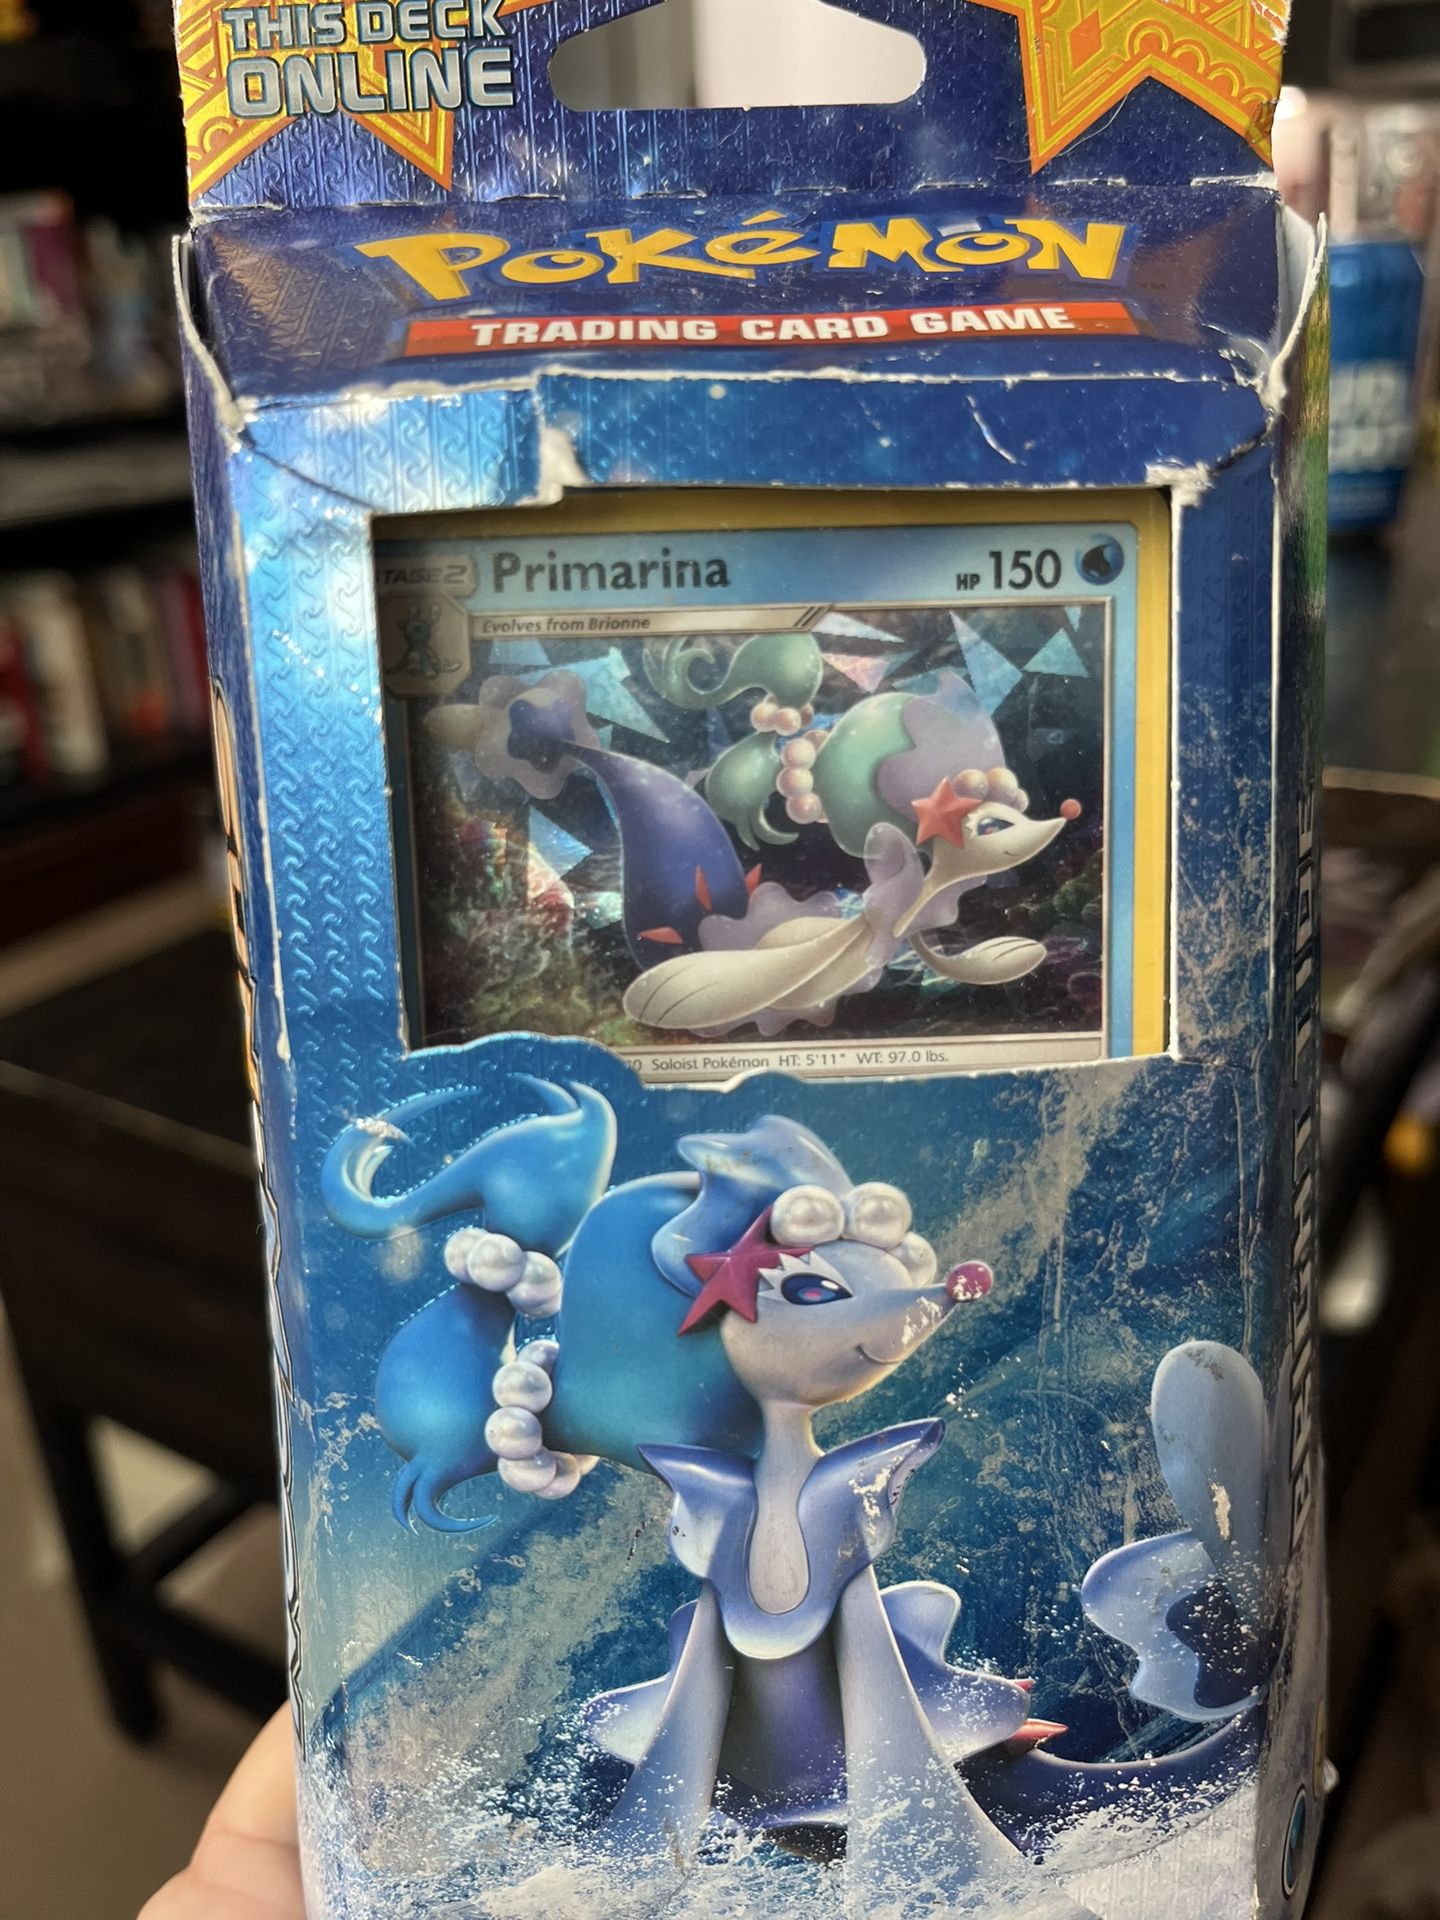 THIS DECK
ONLINE
POKéMON
TRADING CARD GAME
Primarina
HP 150
Evolves from Brionne
Soloist Pokémon HT: 5'11" WT: 97.0 lbs.